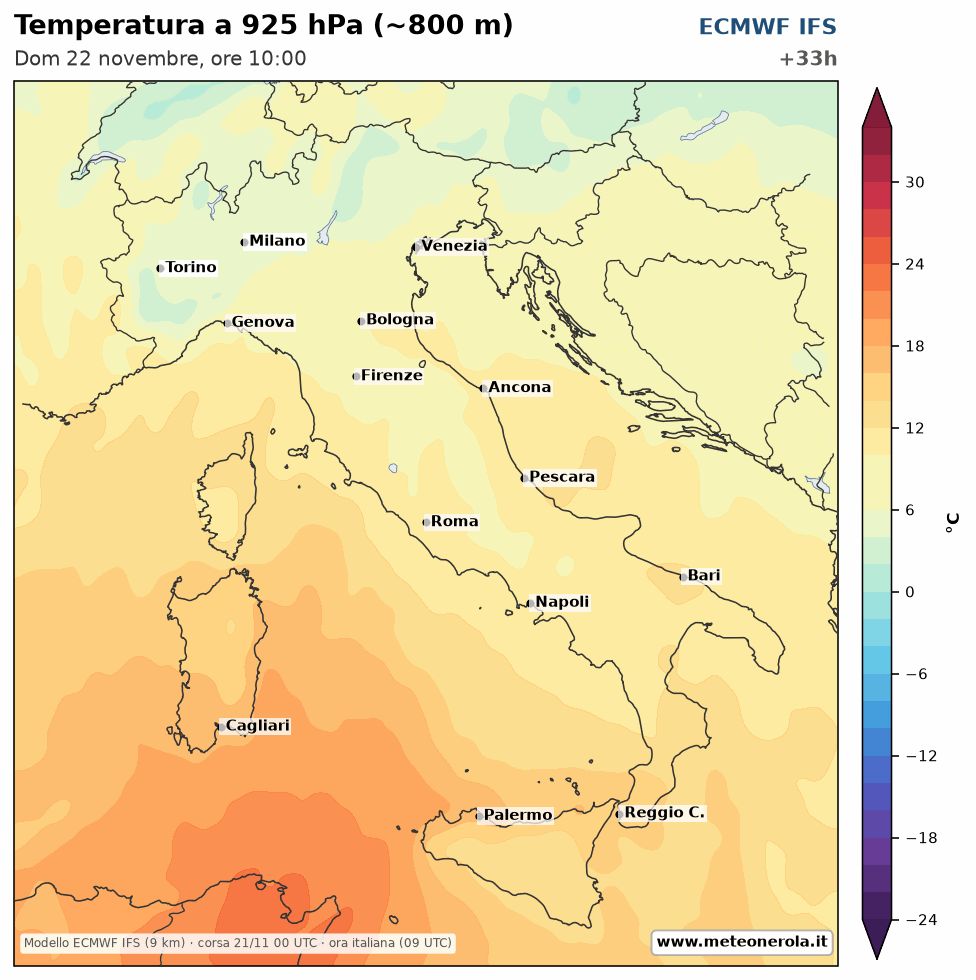 Temperatura a 925 hPa (~800 m)
ECMWF IFS
Dom 22 novembre, ore 10:00
+33h
Milano
Venezia
Torino
Genova
Bologna
Firenze
Ancona
Pescara
Roma
Bari
Napoli
Cagliari
Palermo
Reggio C.
30
24
18
12
6
0
−6
−12
−18
−24
°C
Modello ECMWF IFS (9 km) · corsa 21/11 00 UTC · ora italiana (09 UTC)
www.meteonerola.it